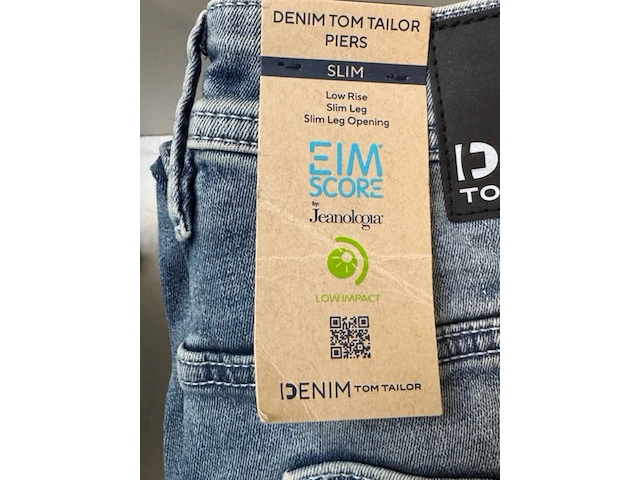 DENIM TOM TAILOR
PIERS
SLIM
Low Rise
Slim Leg
Slim Leg Opening
EIM
SCORE
by:
Jeanologia
LOW IMPACT
DENIM TOM TAILOR
D
TO